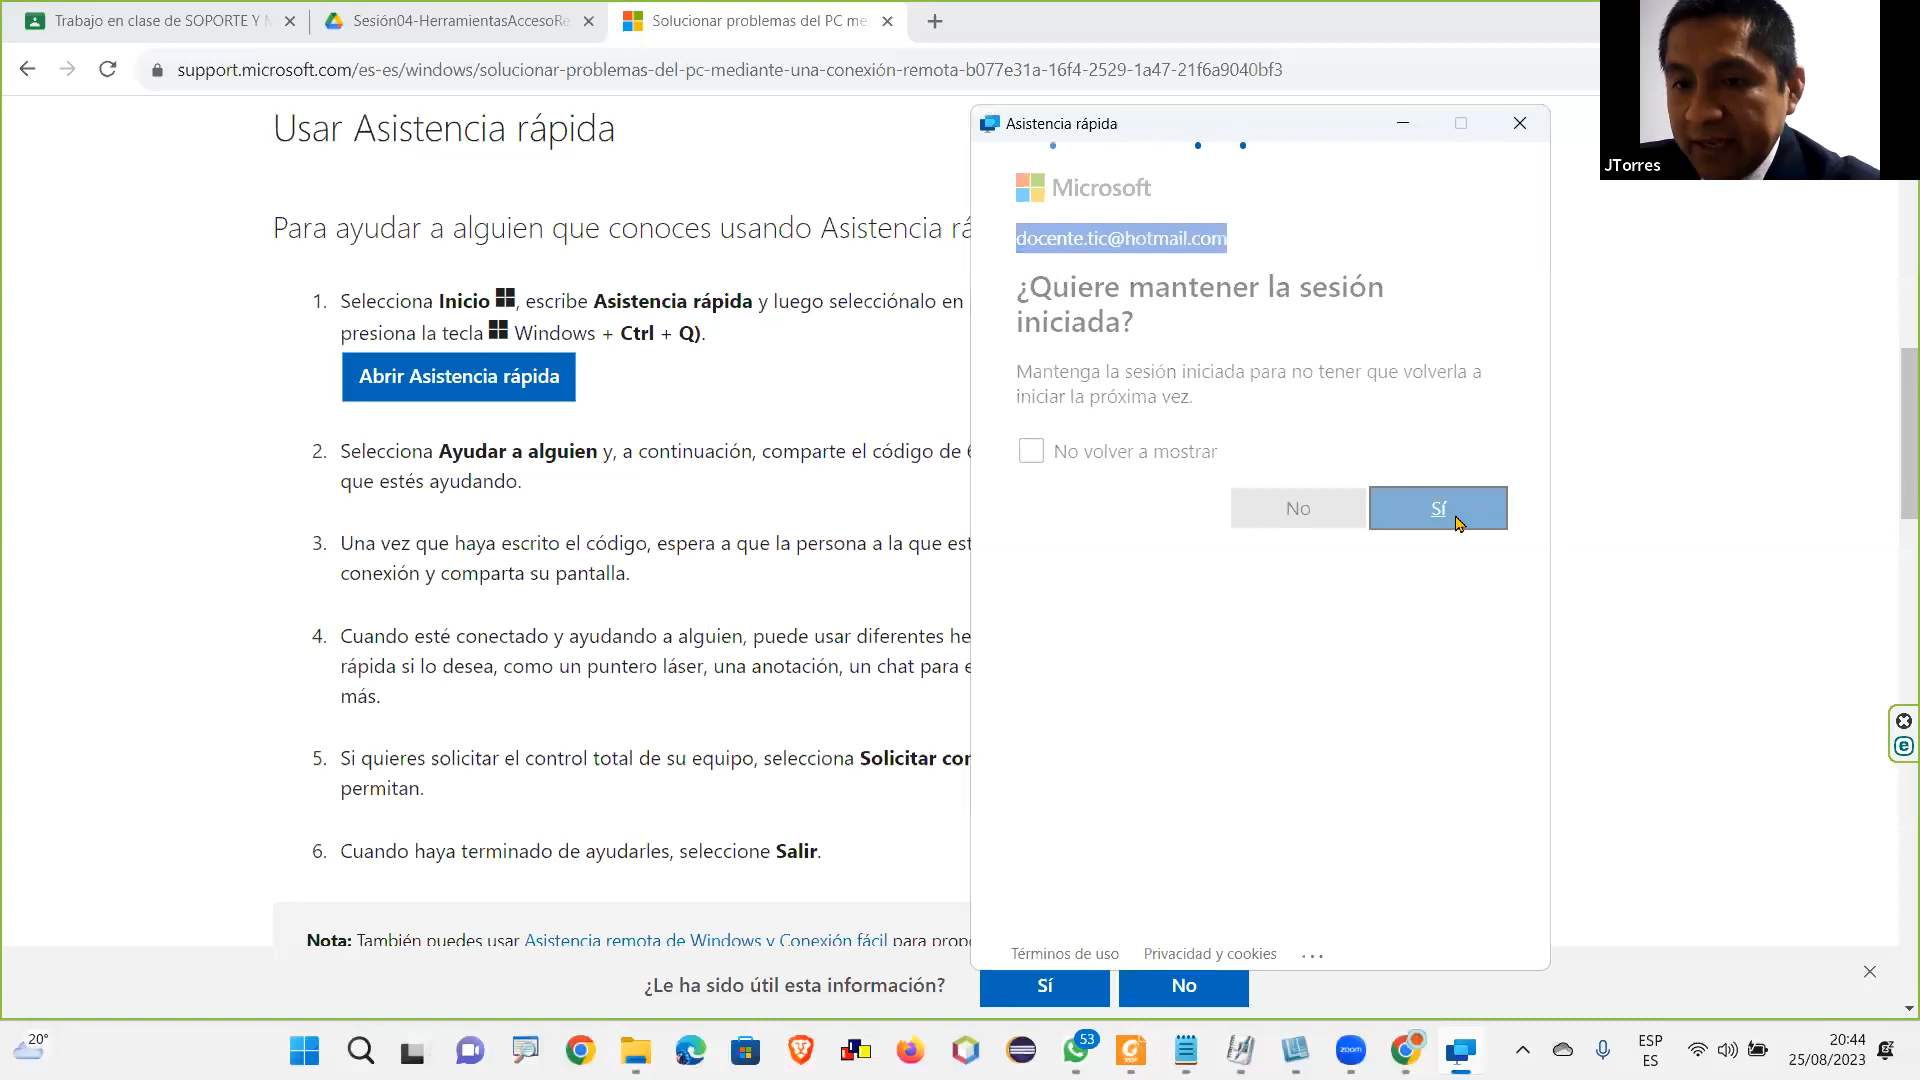 Trabajo en clase de SOPORTE Y
Sesión04-HerramientasAccesoRe
Solucionar problemas del PC me
support.microsoft.com/es-es/windows/solucionar-problemas-del-pc-mediante-una-conexión-remota-b077e31a-16f4-2529-1a47-21f6a9040bf3
JTorres
Usar Asistencia rápida
Para ayudar a alguien que conoces usando Asistencia rá
1. Selecciona Inicio , escribe Asistencia rápida y luego selecciónalo en
presiona la tecla Windows + Ctrl + Q).
Abrir Asistencia rápida
2. Selecciona Ayudar a alguien y, a continuación, comparte el código de 6
que estés ayudando.
3. Una vez que haya escrito el código, espera a que la persona a la que est
conexión y comparta su pantalla.
4. Cuando esté conectado y ayudando a alguien, puede usar diferentes he
rápida si lo desea, como un puntero láser, una anotación, un chat para e
más.
5. Si quieres solicitar el control total de su equipo, selecciona Solicitar con
permitan.
6. Cuando haya terminado de ayudarles, seleccione Salir.
Nota: También puedes usar Asistencia remota de Windows y Conexión fácil para prop
Asistencia rápida
Microsoft
docente.tic@hotmail.com
¿Quiere mantener la sesión
iniciada?
Mantenga la sesión iniciada para no tener que volverla a
iniciar la próxima vez.
No volver a mostrar
No
Sí
Términos de uso
Privacidad y cookies
...
¿Le ha sido útil esta información?
Sí
No
20°
53
zoom
ESP
ES
20:44
25/08/2023